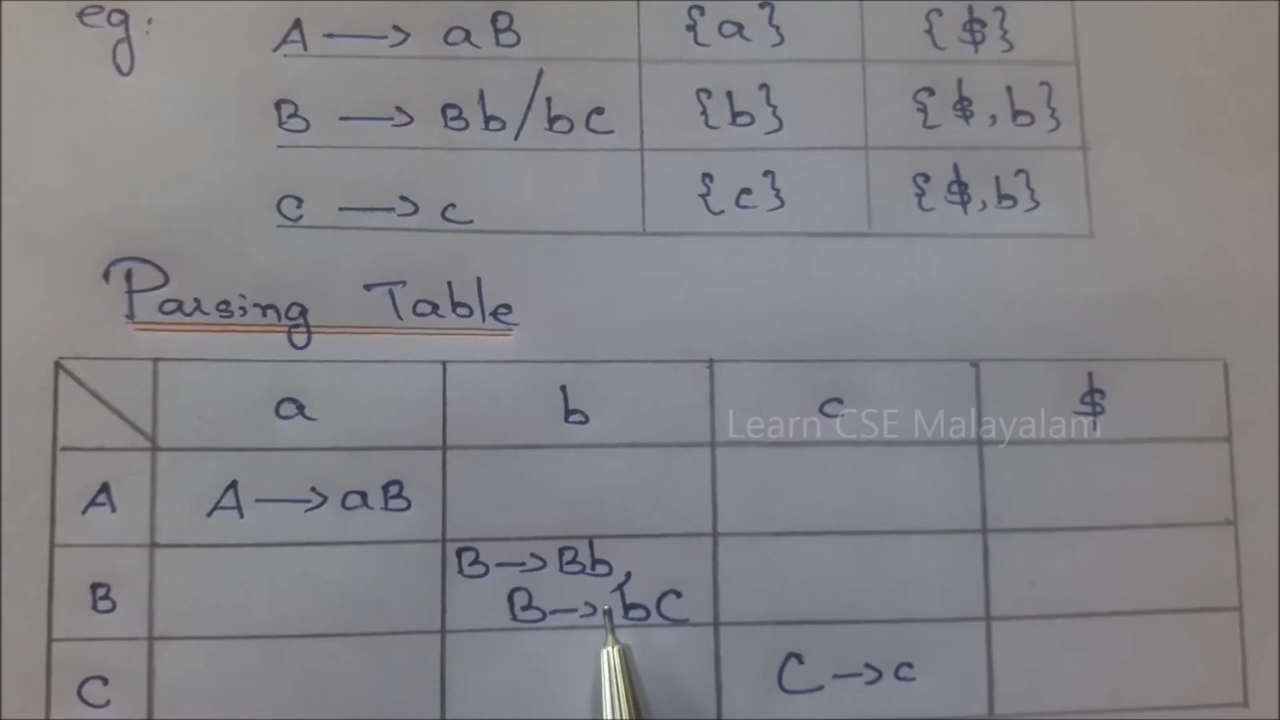 eg: A → aB {a} {$}
B → Bb/bC {b} {$,b}
C → c {c} {$,b}
Parsing Table
a b c $
Learn CSE Malayalam
A A → aB
B B → Bb,
B → bC
C C → c